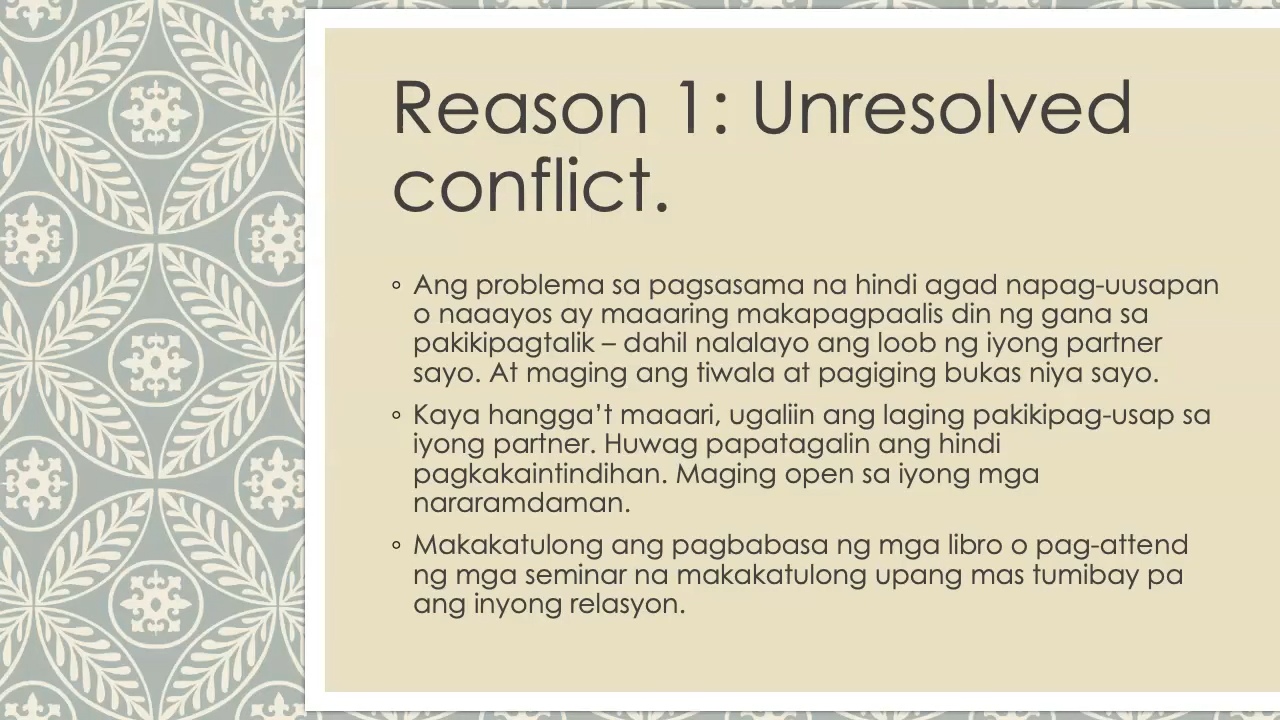 Reason 1: Unresolved
conflict.
◦ Ang problema sa pagsasama na hindi agad napag-uusapan
o naaayos ay maaaring makapagpaalis din ng gana sa
pakikipagtalik – dahil nalalayo ang loob ng iyong partner
sayo. At maging ang tiwala at pagiging bukas niya sayo.
◦ Kaya hangga’t maaari, ugaliin ang laging pakikipag-usap sa
iyong partner. Huwag papatagalin ang hindi
pagkakaintindihan. Maging open sa iyong mga
nararamdaman.
◦ Makakatulong ang pagbabasa ng mga libro o pag-attend
ng mga seminar na makakatulong upang mas tumibay pa
ang inyong relasyon.